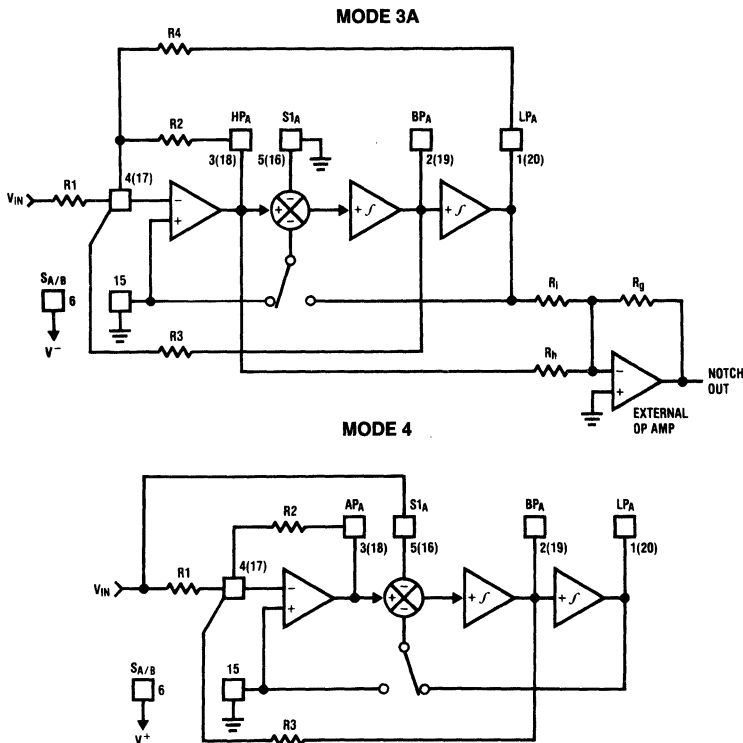 MODE 3A
R4
R2
HPA
3(18)
S1A
5(16)
BPA
2(19)
LPA
1(20)
VIN
R1
4(17)
−
+
+
−
−
+ ∫
+ ∫
SA/B
6
V−
15
R3
Rl
Rg
Rh
−
+
NOTCH
OUT
EXTERNAL
OP AMP
MODE 4
R2
APA
3(18)
S1A
5(16)
BPA
2(19)
LPA
1(20)
VIN
R1
4(17)
−
+
+
−
−
+ ∫
+ ∫
SA/B
6
V+
15
R3